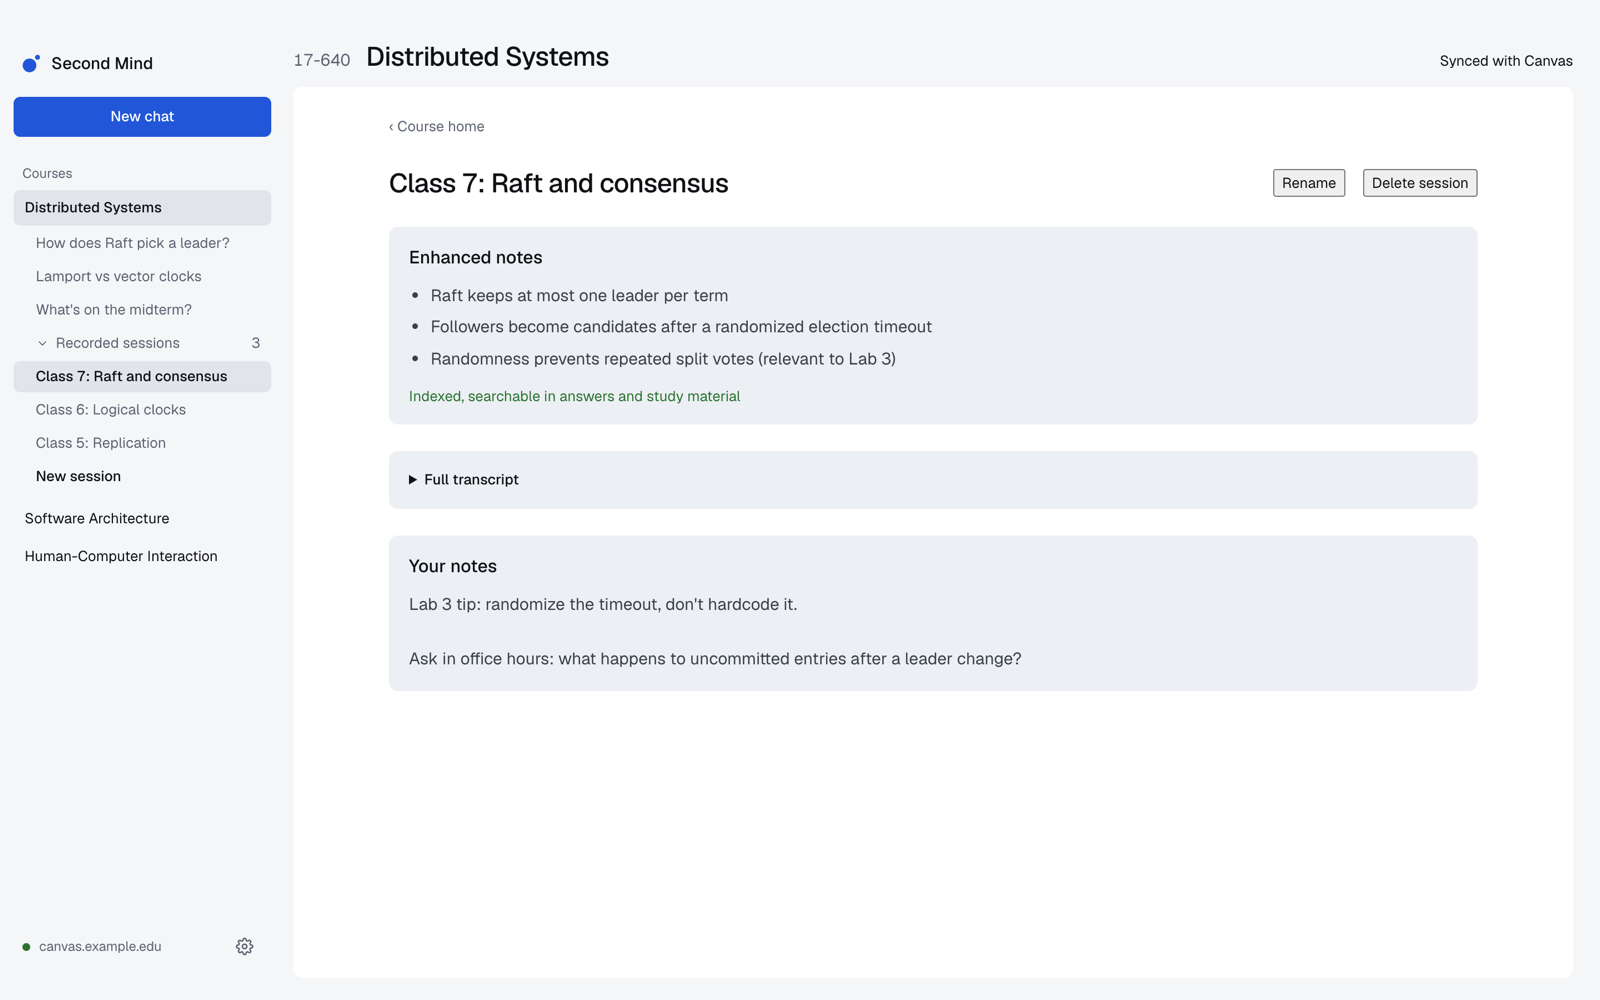 Second Mind
New chat
Courses
Distributed Systems
How does Raft pick a leader?
Lamport vs vector clocks
What's on the midterm?
Recorded sessions 3
Class 7: Raft and consensus
Class 6: Logical clocks
Class 5: Replication
New session
Software Architecture
Human-Computer Interaction
canvas.example.edu
17-640 Distributed Systems
Synced with Canvas
‹ Course home
Class 7: Raft and consensus
Rename
Delete session
Enhanced notes
• Raft keeps at most one leader per term
• Followers become candidates after a randomized election timeout
• Randomness prevents repeated split votes (relevant to Lab 3)
Indexed, searchable in answers and study material
Full transcript
Your notes
Lab 3 tip: randomize the timeout, don't hardcode it.
Ask in office hours: what happens to uncommitted entries after a leader change?